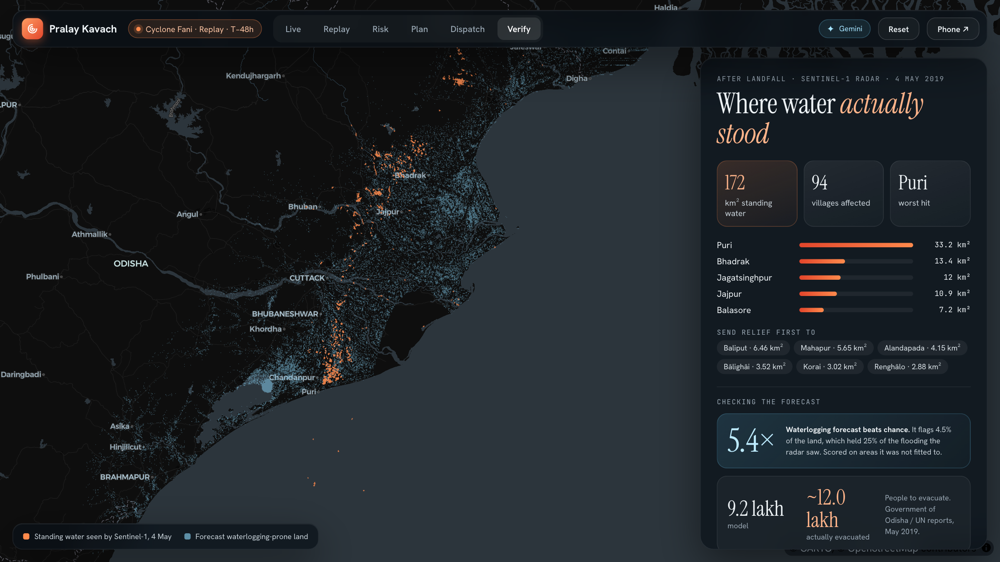 Haldia
Pralay Kavach
Cyclone Fani · Replay · T−48h
Live
Replay
Risk
Plan
Dispatch
Verify
Gemini
Reset
Phone ↗
Jaleswar
Contai
Kendujhargarh
Digha
Brahmani
Bhadrak
Bhuban
Jajpur
Angul
Athmallik
ODISHA
Phulbani
CUTTACK
BHUBANESHWAR
Khordha
Daringbadi
Chandanpur
Puri
Asika
Hinjilicut
BRAHMAPUR
Standing water seen by Sentinel-1, 4 May
Forecast waterlogging-prone land
AFTER LANDFALL · SENTINEL-1 RADAR · 4 MAY 2019
Where water actually
stood
172
km² standing
water
94
villages affected
Puri
worst hit
Puri 33.2 km²
Bhadrak 13.4 km²
Jagatsinghpur 12 km²
Jajpur 10.9 km²
Balasore 7.2 km²
SEND RELIEF FIRST TO
Baliput · 6.46 km² Mahapur · 5.65 km² Alandapada · 4.15 km²
Bālighāi · 3.52 km² Korai · 3.02 km² Renghālo · 2.88 km²
CHECKING THE FORECAST
5.4×
Waterlogging forecast beats chance. It flags 4.5%
of the land, which held 25% of the flooding the
radar saw. Scored on areas it was not fitted to.
9.2 lakh
model
~12.0
lakh
actually evacuated
People to evacuate.
Government of
Odisha / UN reports,
May 2019.
© CARTO, © OpenStreetMap contributors